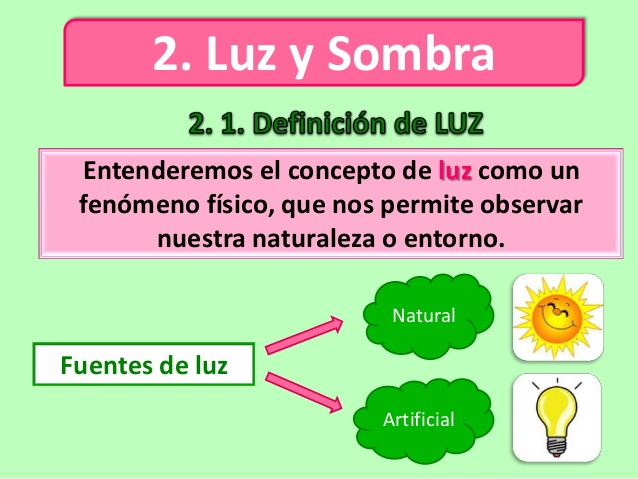 2. Luz y Sombra
2. 1. Definición de LUZ
Entenderemos el concepto de luz como un
fenómeno físico, que nos permite observar
nuestra naturaleza o entorno.
Natural
Fuentes de luz
Artificial